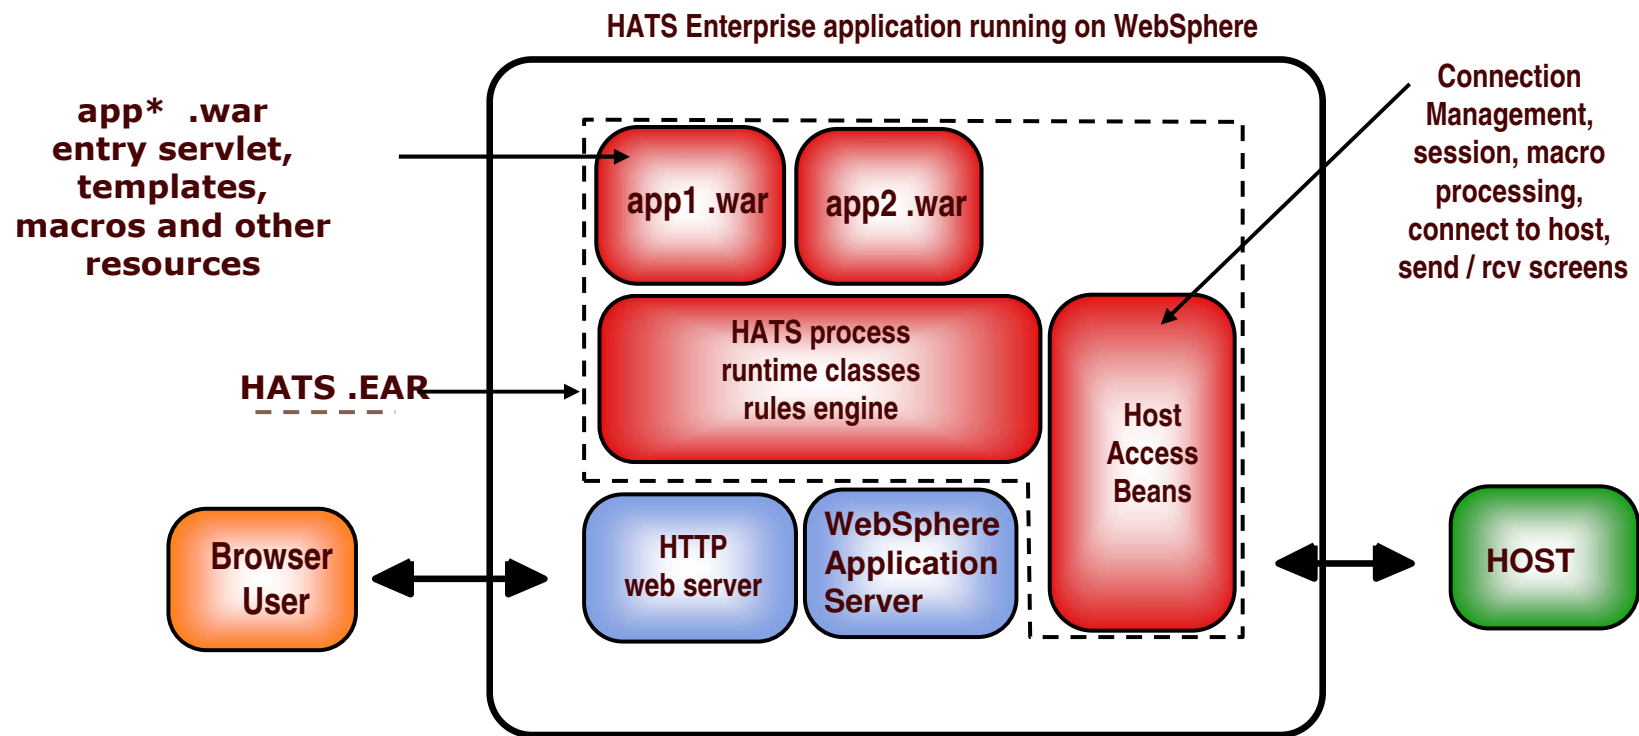 HATS Enterprise application running on WebSphere
app* .war
entry servlet,
templates,
macros and other
resources
Connection
Management,
session, macro
processing,
connect to host,
send / rcv screens
app1 .war
app2 .war
HATS process
runtime classes
rules engine
HATS .EAR
Host
Access
Beans
Browser
User
HTTP
web server
WebSphere
Application
Server
HOST